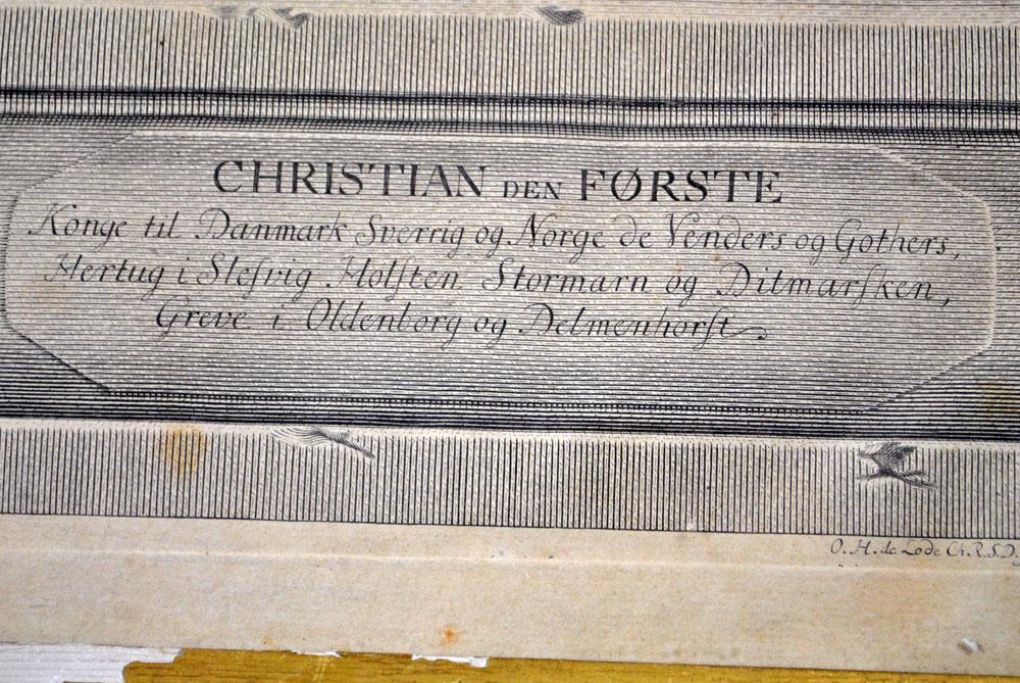 CHRISTIAN DEN FØRSTE
Konge til Danmark Sverrig og Norge de Venders og Gothers,
Hertug i Slesvig Holsten Stormarn og Ditmarsken,
Greve i Oldenborg og Delmenhorst
O. H. de Lode Ch. R. S. D.